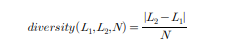 diversity(L₁,L₂,N) = |L₂−L₁| / N